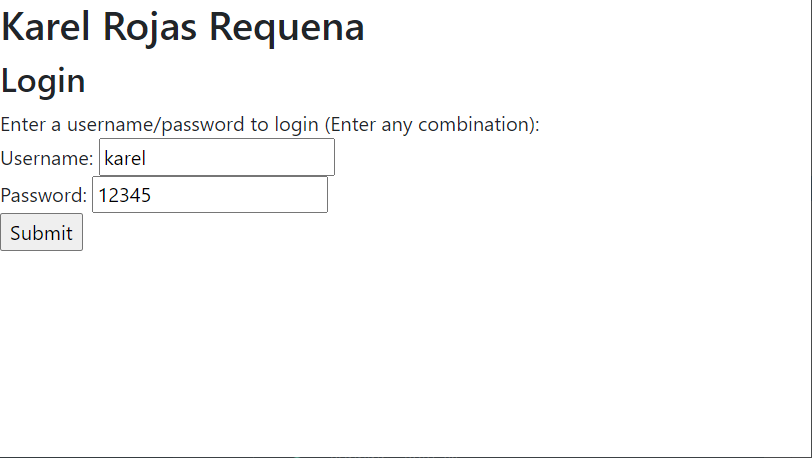 Karel Rojas Requena
Login
Enter a username/password to login (Enter any combination):
Username: karel
Password: 12345
Submit